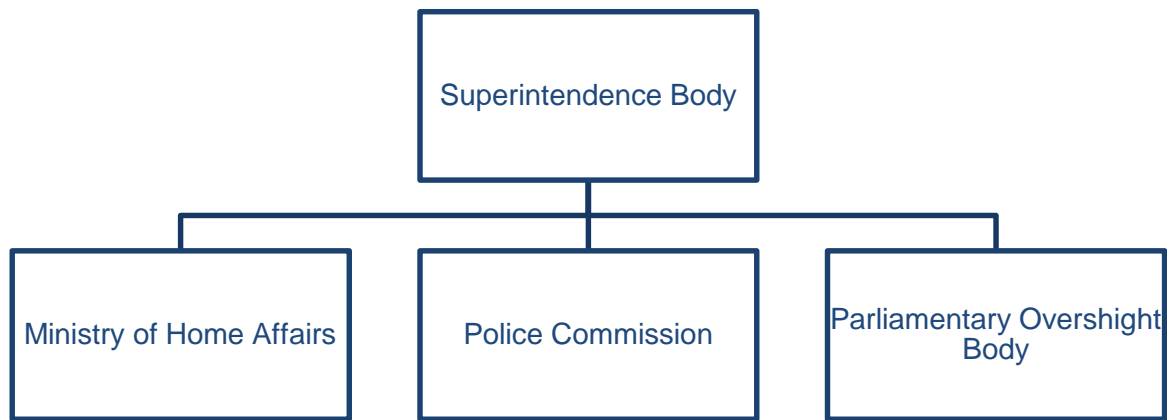 Superintendence Body
Ministry of Home Affairs
Police Commission
Parliamentary Overshight
Body